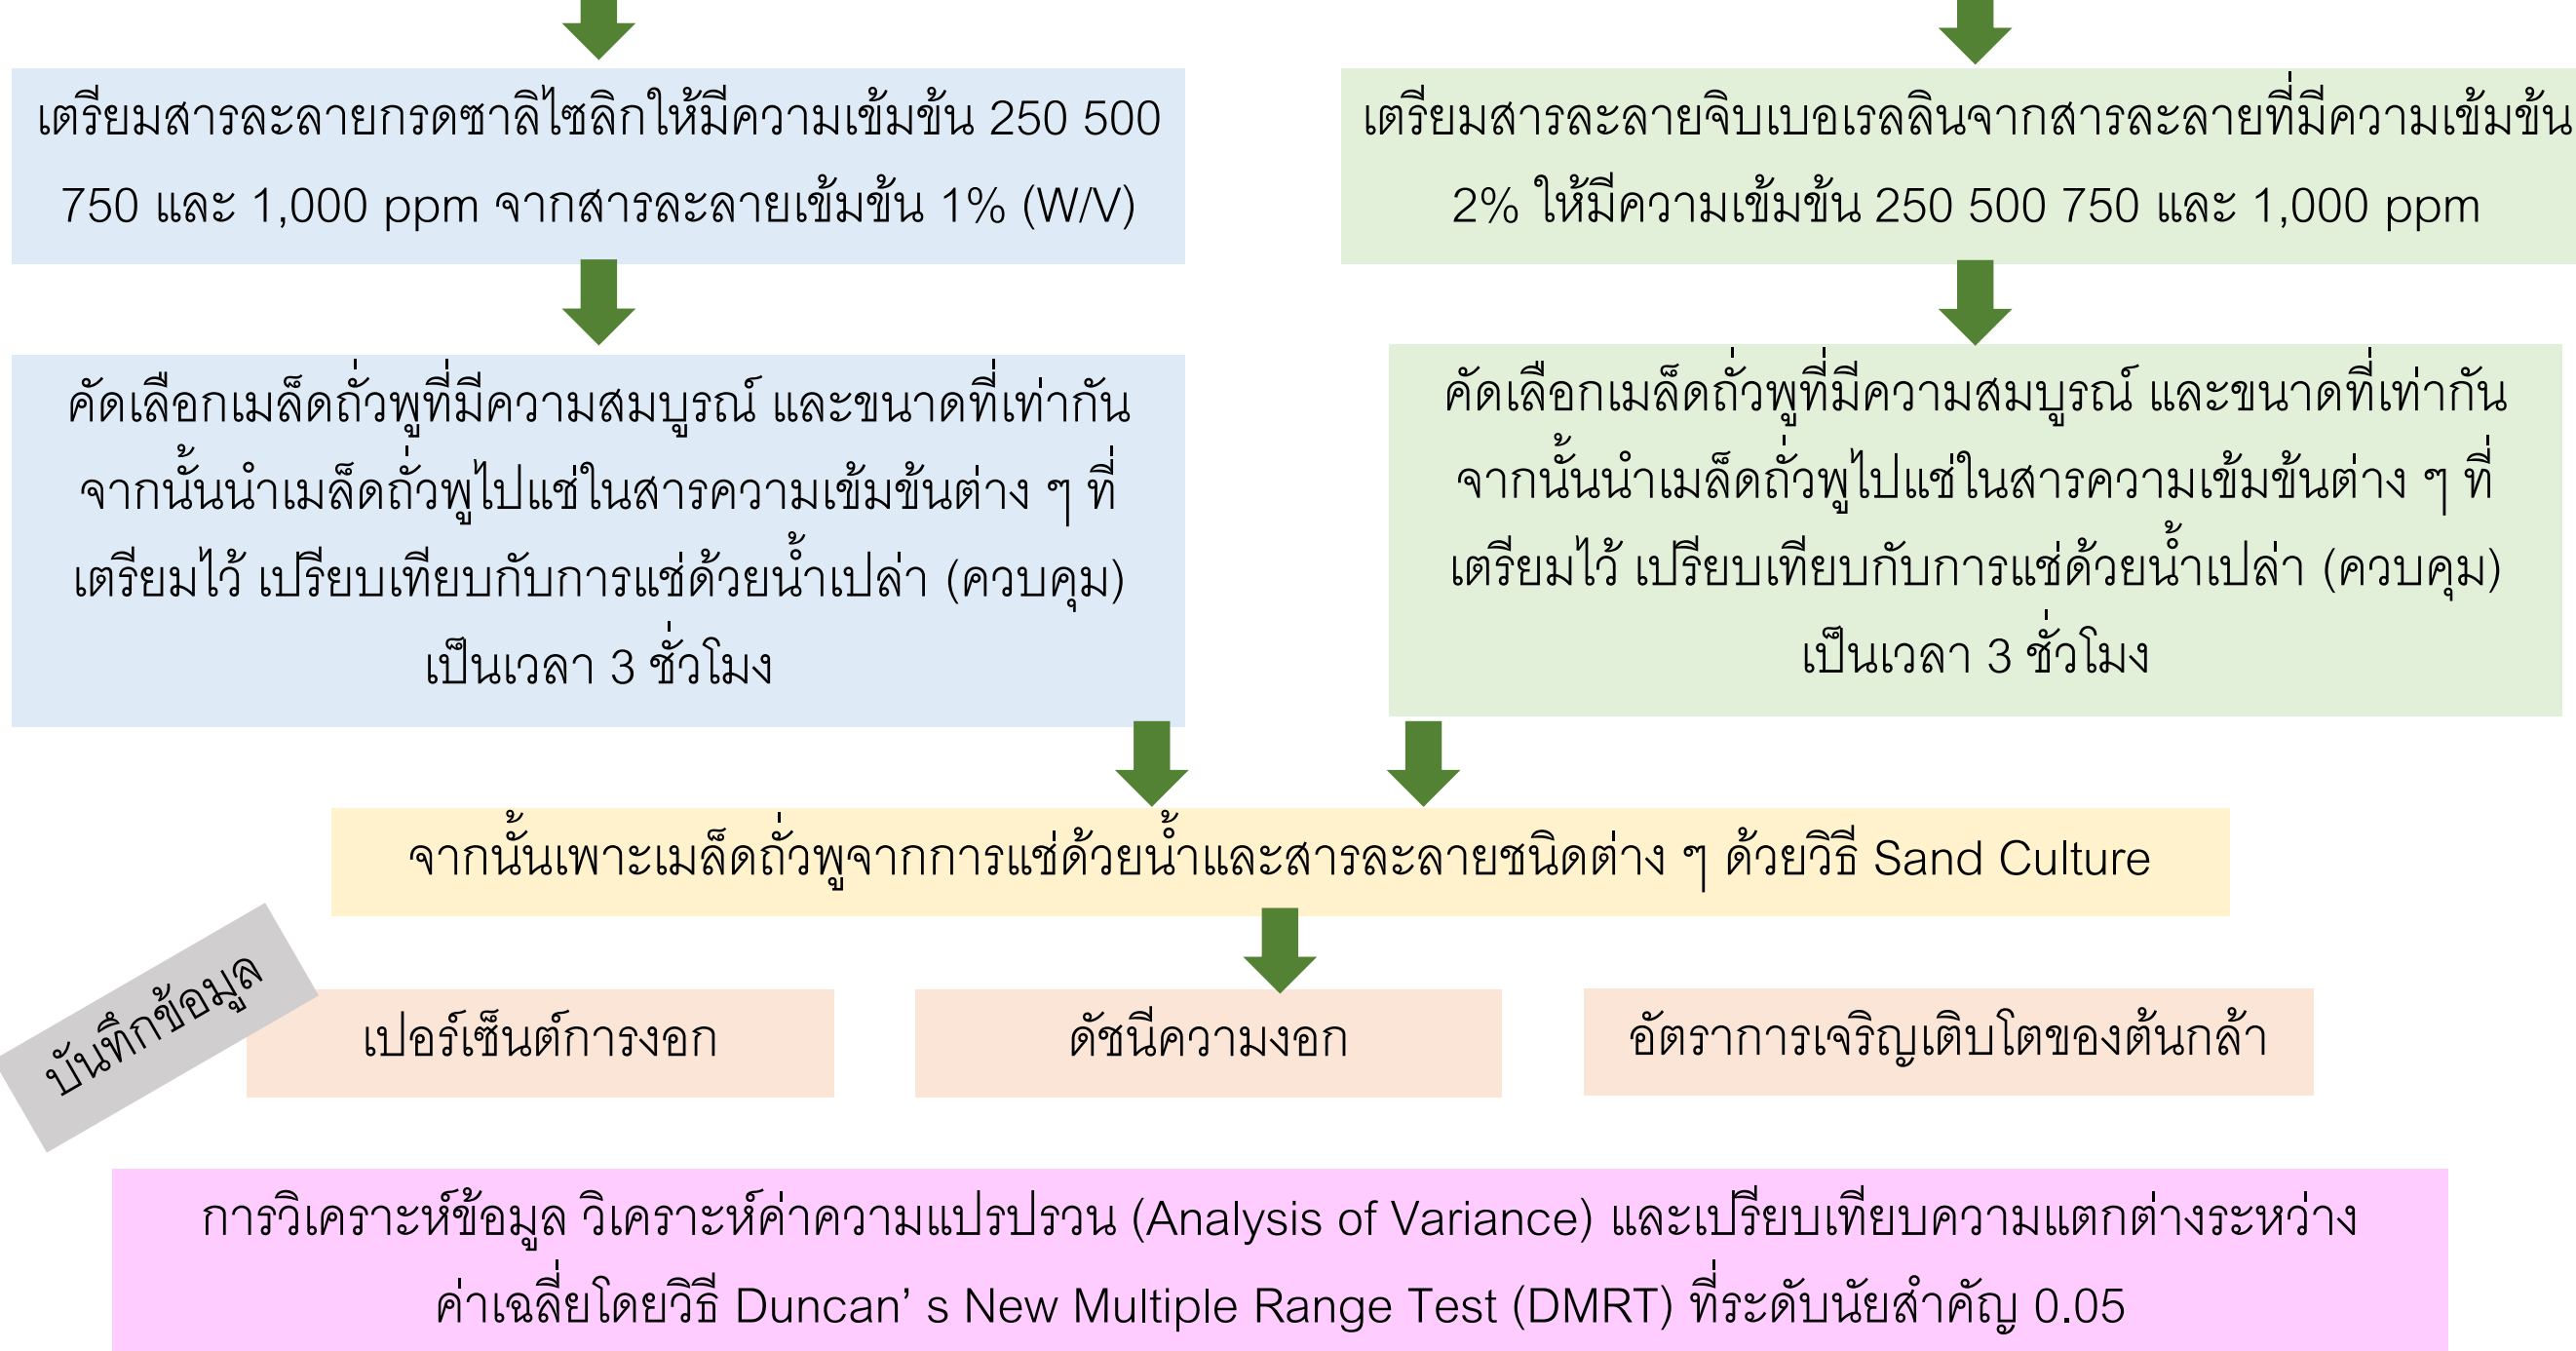 เตรียมสารละลายกรดซาลิไซลิกให้มีความเข้มข้น 250 500
750 และ 1,000 ppm จากสารละลายเข้มข้น 1% (W/V)
เตรียมสารละลายจิบเบอเรลลินจากสารละลายที่มีความเข้มข้น
2% ให้มีความเข้มข้น 250 500 750 และ 1,000 ppm
คัดเลือกเมล็ดถั่วพูที่มีความสมบูรณ์ และขนาดที่เท่ากัน
จากนั้นนำเมล็ดถั่วพูไปแช่ในสารความเข้มข้นต่าง ๆ ที่
เตรียมไว้ เปรียบเทียบกับการแช่ด้วยน้ำเปล่า (ควบคุม)
เป็นเวลา 3 ชั่วโมง
คัดเลือกเมล็ดถั่วพูที่มีความสมบูรณ์ และขนาดที่เท่ากัน
จากนั้นนำเมล็ดถั่วพูไปแช่ในสารความเข้มข้นต่าง ๆ ที่
เตรียมไว้ เปรียบเทียบกับการแช่ด้วยน้ำเปล่า (ควบคุม)
เป็นเวลา 3 ชั่วโมง
จากนั้นเพาะเมล็ดถั่วพูจากการแช่ด้วยน้ำและสารละลายชนิดต่าง ๆ ด้วยวิธี Sand Culture
บันทึกข้อมูล
เปอร์เซ็นต์การงอก
ดัชนีความงอก
อัตราการเจริญเติบโตของต้นกล้า
การวิเคราะห์ข้อมูล วิเคราะห์ค่าความแปรปรวน (Analysis of Variance) และเปรียบเทียบความแตกต่างระหว่าง
ค่าเฉลี่ยโดยวิธี Duncan’ s New Multiple Range Test (DMRT) ที่ระดับนัยสำคัญ 0.05